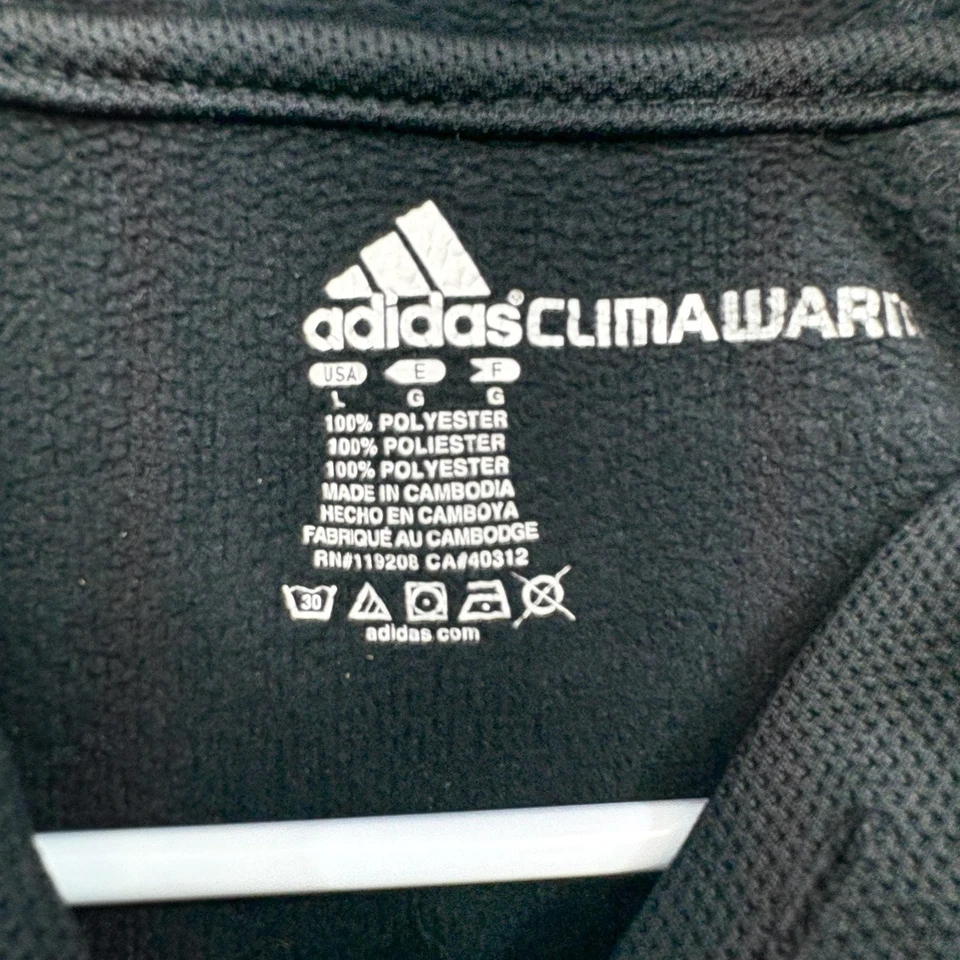 adidas® CLIMAWARM
USA E F
L G G
100% POLYESTER
100% POLIESTER
100% POLYESTER
MADE IN CAMBODIA
HECHO EN CAMBOYA
FABRIQUÉ AU CAMBODGE
RN#119208 CA#40312
30
adidas.com